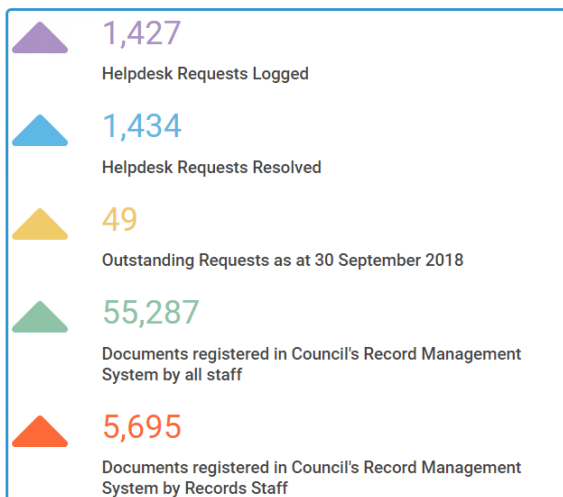 1,427
Helpdesk Requests Logged
1,434
Helpdesk Requests Resolved
49
Outstanding Requests as at 30 September 2018
55,287
Documents registered in Council's Record Management
System by all staff
5,695
Documents registered in Council's Record Management
System by Records Staff